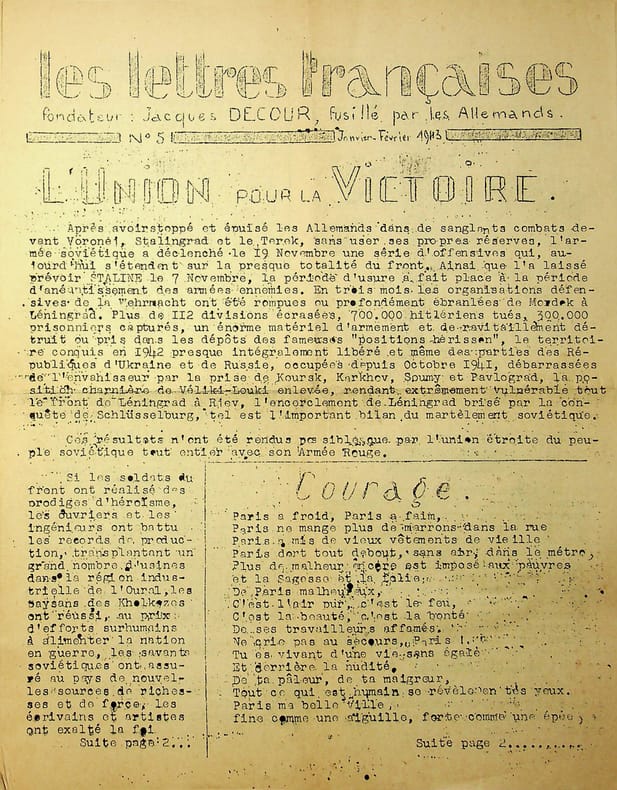 les lettres françaises
fondateur : Jacques DECOUR, fusillé par les Allemands.
N° 5 Janvier-Février 1943
L'UNION POUR LA VICTOIRE.
Après avoirstoppé et épuisé les Allemands dans de sanglants combats de-
vant Voronèj, Stalingrad et le Terek, sans user ses propres réserves, l'ar-
mée soviétique a déclenché le I9 Novembre une série d'offensives qui, au-
jourd'hui s'étendent sur la presque totalité du front. Ainsi que l'a laissé
prévoir STALINE le 7 Novembre, la période d'usure a fait place à la période
d'anéantissement des armées ennemies. En trois mois les organisations défen-
sives de la Wehrmacht ont été rompues ou profondément ébranlées de Mozdok à
Léningrad. Plus de II2 divisions écrasées, 700.000 hitlériens tués, 300.000
prisonniers capturés, un énorme matériel d'armement et de ravitaillement dé-
truit ou pris dans les dépôts des fameuses "positions hérisson", le territoi-
re conquis en I942 presque intégralement libéré et même des parties des Ré-
publiques d'Ukraine et de Russie, occupées depuis Octobre I94I, débarrassées
de l'envahisseur par la prise de Koursk, Karkhov, Soumy et Pavlograd, la po-
sition charnière de Véliki-Louki enlevée, rendant extrêmement vulnérable tout
le front de Léningrad à Rjev, l'encerclement de Léningrad brisé par la con-
quête de Schlüsselburg, tel est l'important bilan du martèlement soviétique.
Ces résultats n'ont été rendus possibles que par l'union étroite du peu-
ple soviétique tout entier avec son Armée Rouge.
Si les soldats du
front ont réalisé des
prodiges d'héroïsme,
les ouvriers et les
ingénieurs ont battu
les records de produc-
tion, transplantant un
grand nombre d'usines
dans la région indus-
trielle de l'Oural, les
paysans des Kholkozes
ont réussi, au prix
d'efforts surhumains
à alimenter la nation
en guerre, les savants
soviétiques ont assu-
ré au pays de nouvel-
les sources de riches-
ses et de force, les
écrivains et artistes
ont exalté la foi
Suite page 2...
Courage.
Paris a froid, Paris a faim,
Paris ne mange plus de marrons dans la rue
Paris a mis de vieux vêtements de vieille
Paris dort tout debout, sans air, dans le métro,
Plus de malheur encore est imposé aux pauvres
et la Sagesse et la folie
De Paris malheureux,
C'est l'air pur, c'est le feu,
C'est la beauté, c'est la bonté
De ses travailleurs affamés,
Ne crie pas au secours, Paris !
Tu es vivant d'une vie sans égale
Et derrière la nudité,
De ta pâleur, de ta maigreur,
Tout ce qui est humain se révèle en tes yeux.
Paris ma belle ville,
fine comme une aiguille, forte comme une épée,
Suite page 2..........